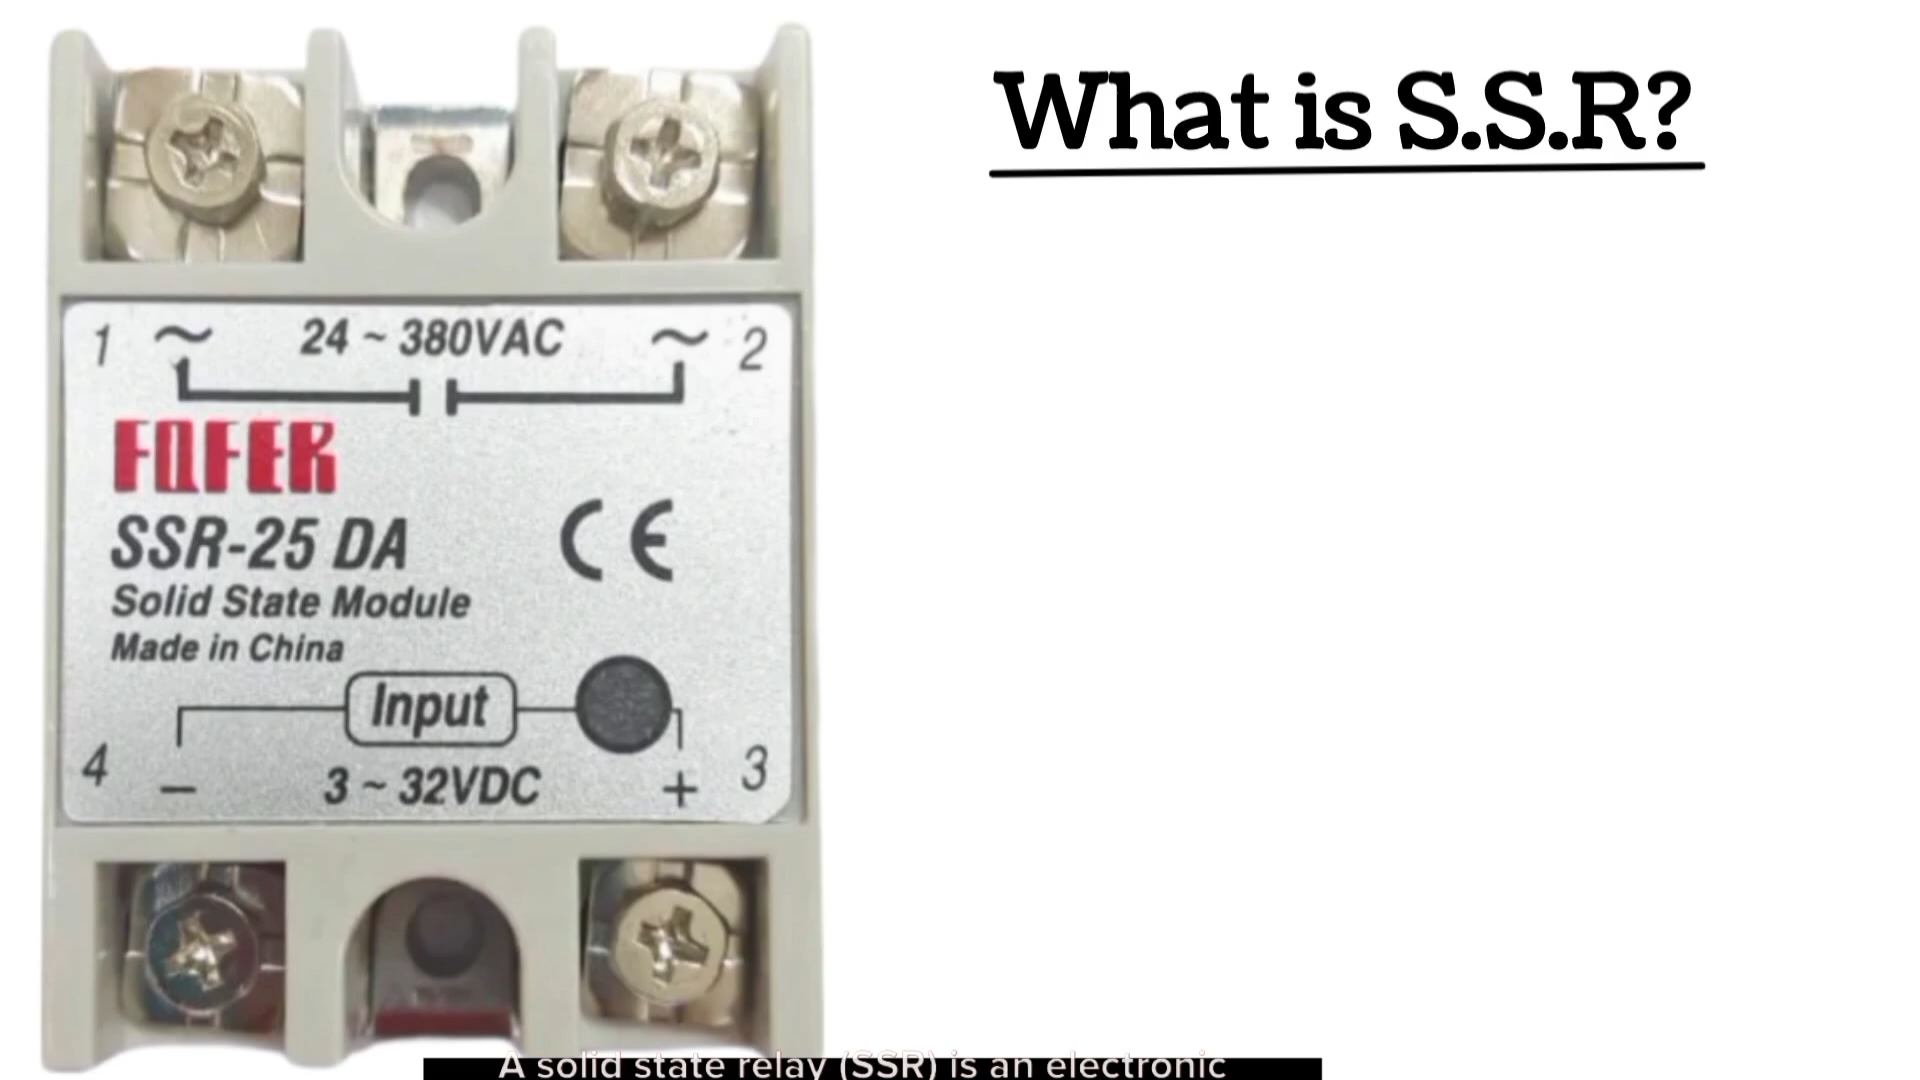 What is S.S.R?
1 ~ 24 ~ 380VAC ~ 2
FQFER
SSR-25 DA
CE
Solid State Module
Made in China
Input
4 − 3 ~ 32VDC + 3
A solid state relay (SSR) is an electronic